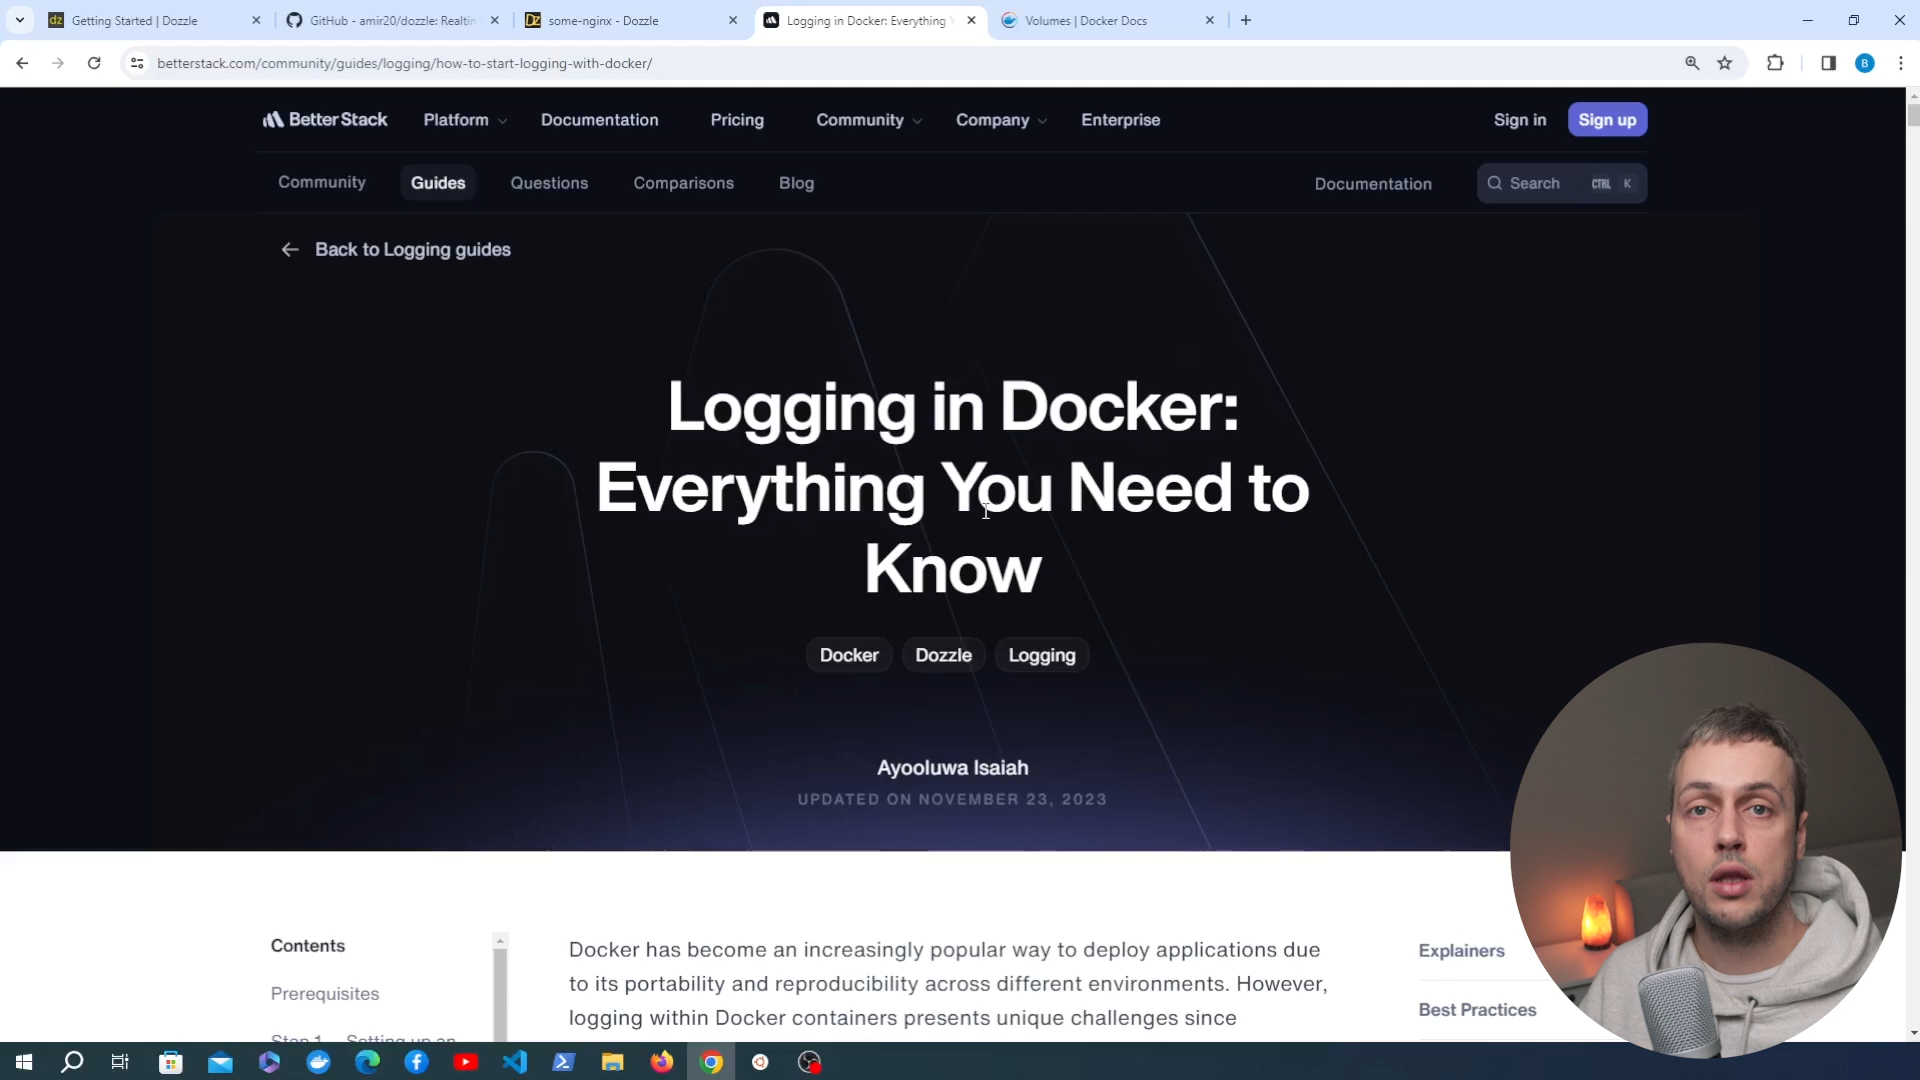 Getting Started | Dozzle
GitHub - amir20/dozzle: Realtin
some-nginx - Dozzle
Logging in Docker: Everything Y
Volumes | Docker Docs
betterstack.com/community/guides/logging/how-to-start-logging-with-docker/
B
Better Stack
Platform
Documentation
Pricing
Community
Company
Enterprise
Sign in
Sign up
Community
Guides
Questions
Comparisons
Blog
Documentation
Search
CTRL K
Back to Logging guides
Logging in Docker:
Everything You Need to
Know
Docker
Dozzle
Logging
Ayooluwa Isaiah
UPDATED ON NOVEMBER 23, 2023
Contents
Prerequisites
Step 1 — Setting up an
Docker has become an increasingly popular way to deploy applications due
to its portability and reproducibility across different environments. However,
logging within Docker containers presents unique challenges since
Explainers
Best Practices